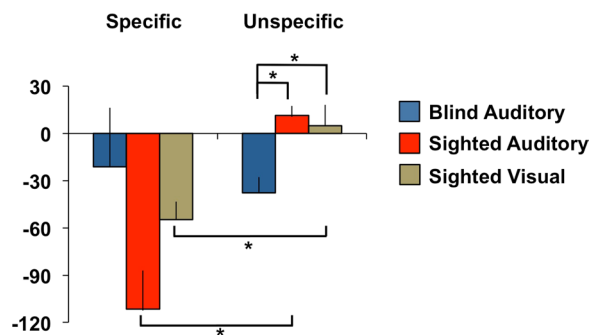 Specific Unspecific
*
*
30
0
-30
-60
-90
-120
*
*
Blind Auditory
Sighted Auditory
Sighted Visual